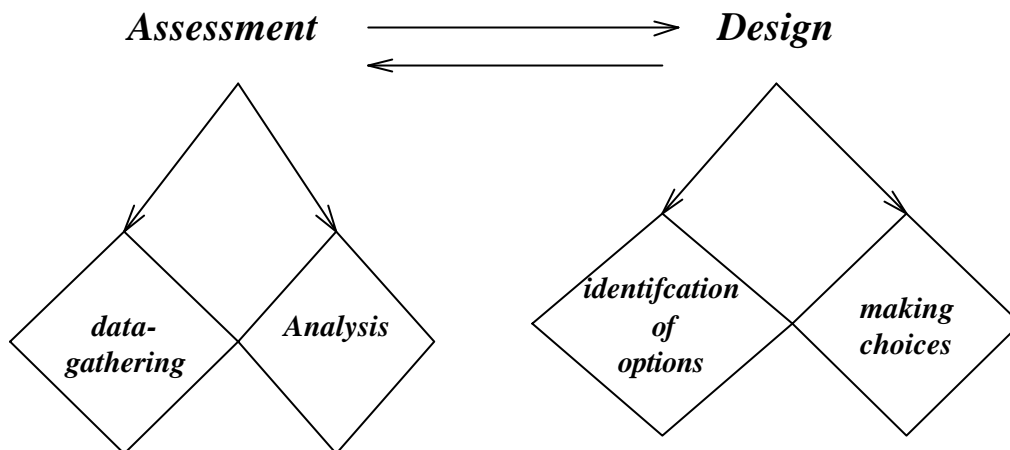 Assessment
Design
data-
gathering
Analysis
identifcation
of
options
making
choices